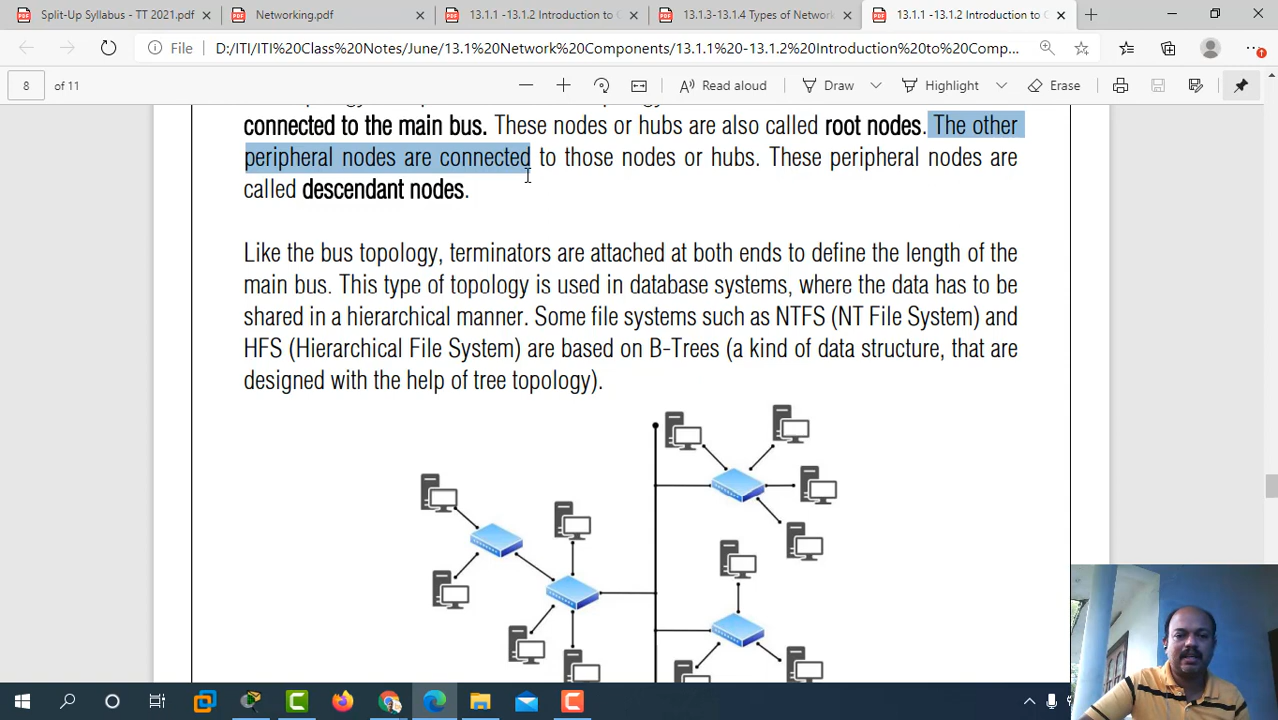 Split-Up Syllabus - TT 2021.pdf
Networking.pdf
13.1.1 -13.1.2 Introduction to C
13.1.3-13.1.4 Types of Network
13.1.1 -13.1.2 Introduction to C
File
D:/ITI/ITI%20Class%20Notes/June/13.1%20Network%20Components/13.1.1%20-13.1.2%20Introduction%20to%20Comp...
8 of 11
Read aloud
Draw
Highlight
Erase
connected to the main bus. These nodes or hubs are also called root nodes. The other
peripheral nodes are connected to those nodes or hubs. These peripheral nodes are
called descendant nodes.
Like the bus topology, terminators are attached at both ends to define the length of the
main bus. This type of topology is used in database systems, where the data has to be
shared in a hierarchical manner. Some file systems such as NTFS (NT File System) and
HFS (Hierarchical File System) are based on B-Trees (a kind of data structure, that are
designed with the help of tree topology).